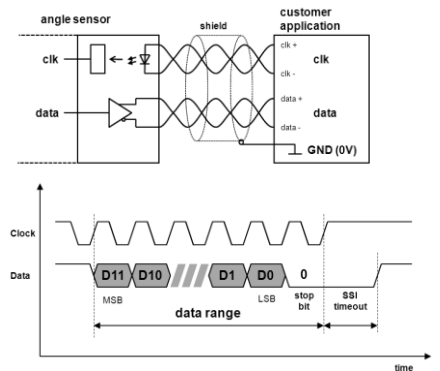 angle sensor
shield
customer
application
clk
clk +
clk -
clk
data
data +
data -
data
GND (0V)
Clock
Data
D11
D10
D1
D0
0
MSB
LSB
stop
bit
SSI
timeout
data range
time